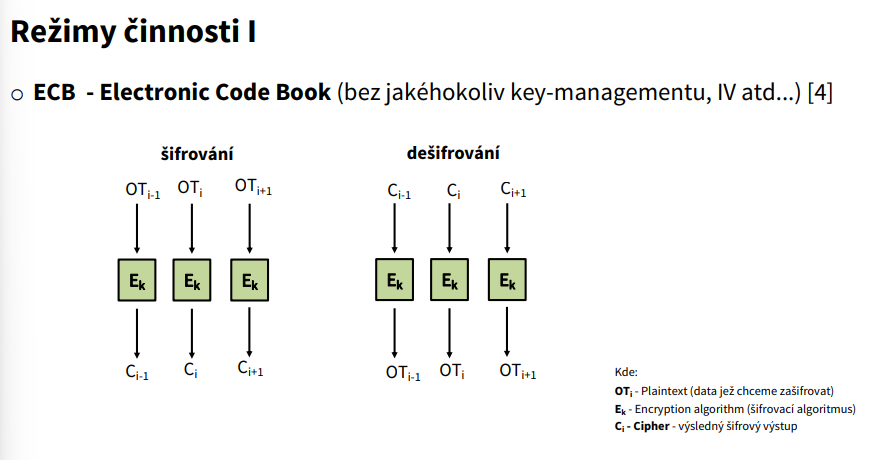 Režimy činnosti I
○ ECB - Electronic Code Book (bez jakéhokoliv key-managementu, IV atd...) [4]
šifrování
OTi-1 OTi OTi+1
Ek Ek Ek
Ci-1 Ci Ci+1
dešifrování
Ci-1 Ci Ci+1
Ek Ek Ek
OTi-1 OTi OTi+1
Kde:
OTi - Plaintext (data jež chceme zašifrovat)
Ek - Encryption algorithm (šifrovací algoritmus)
Ci - Cipher - výsledný šifrový výstup